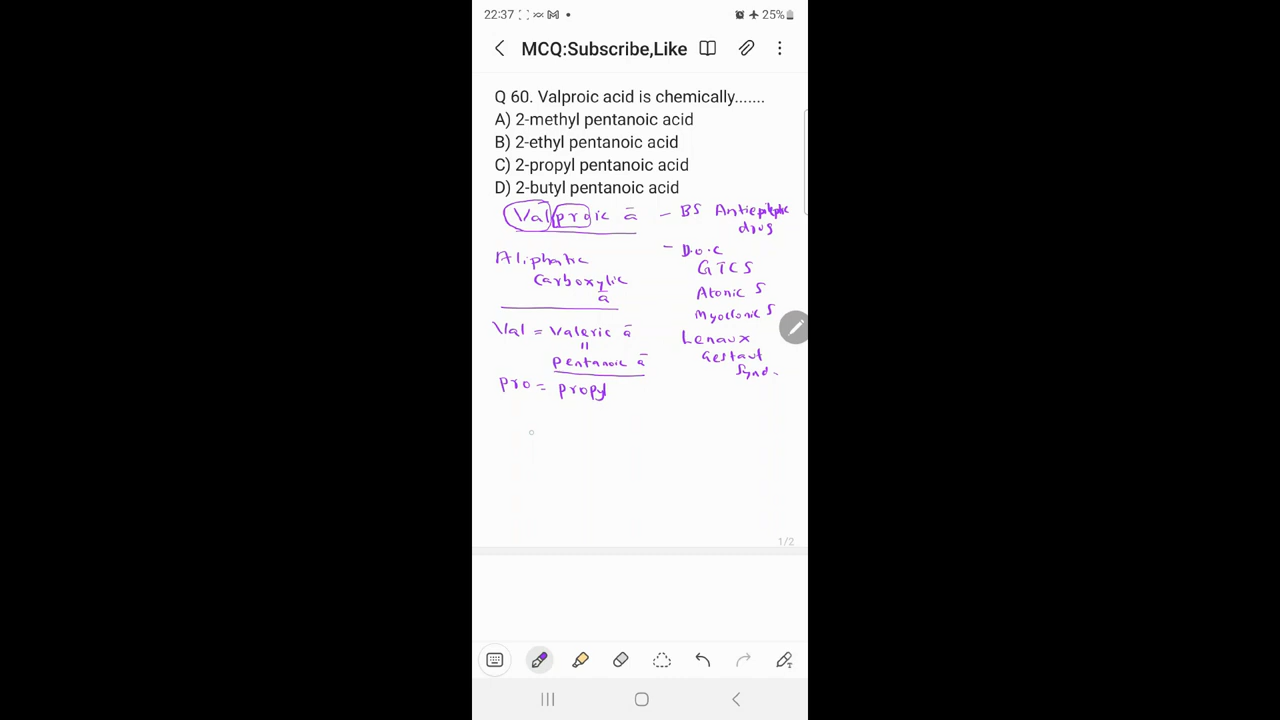 22:37
25%
MCQ:Subscribe,Like
Q 60. Valproic acid is chemically.......
A) 2-methyl pentanoic acid
B) 2-ethyl pentanoic acid
C) 2-propyl pentanoic acid
D) 2-butyl pentanoic acid
Valproic ā
Aliphatic
Carboxylic
ā
Val = Valeric ā
=
Pentanoic ā
Pro = propyl
- BS Antiepileptic
drug
- D.O.C
GTCS
Atonic S
Myoclonic S
Lenaux
Gestaut
Synd.
1/2